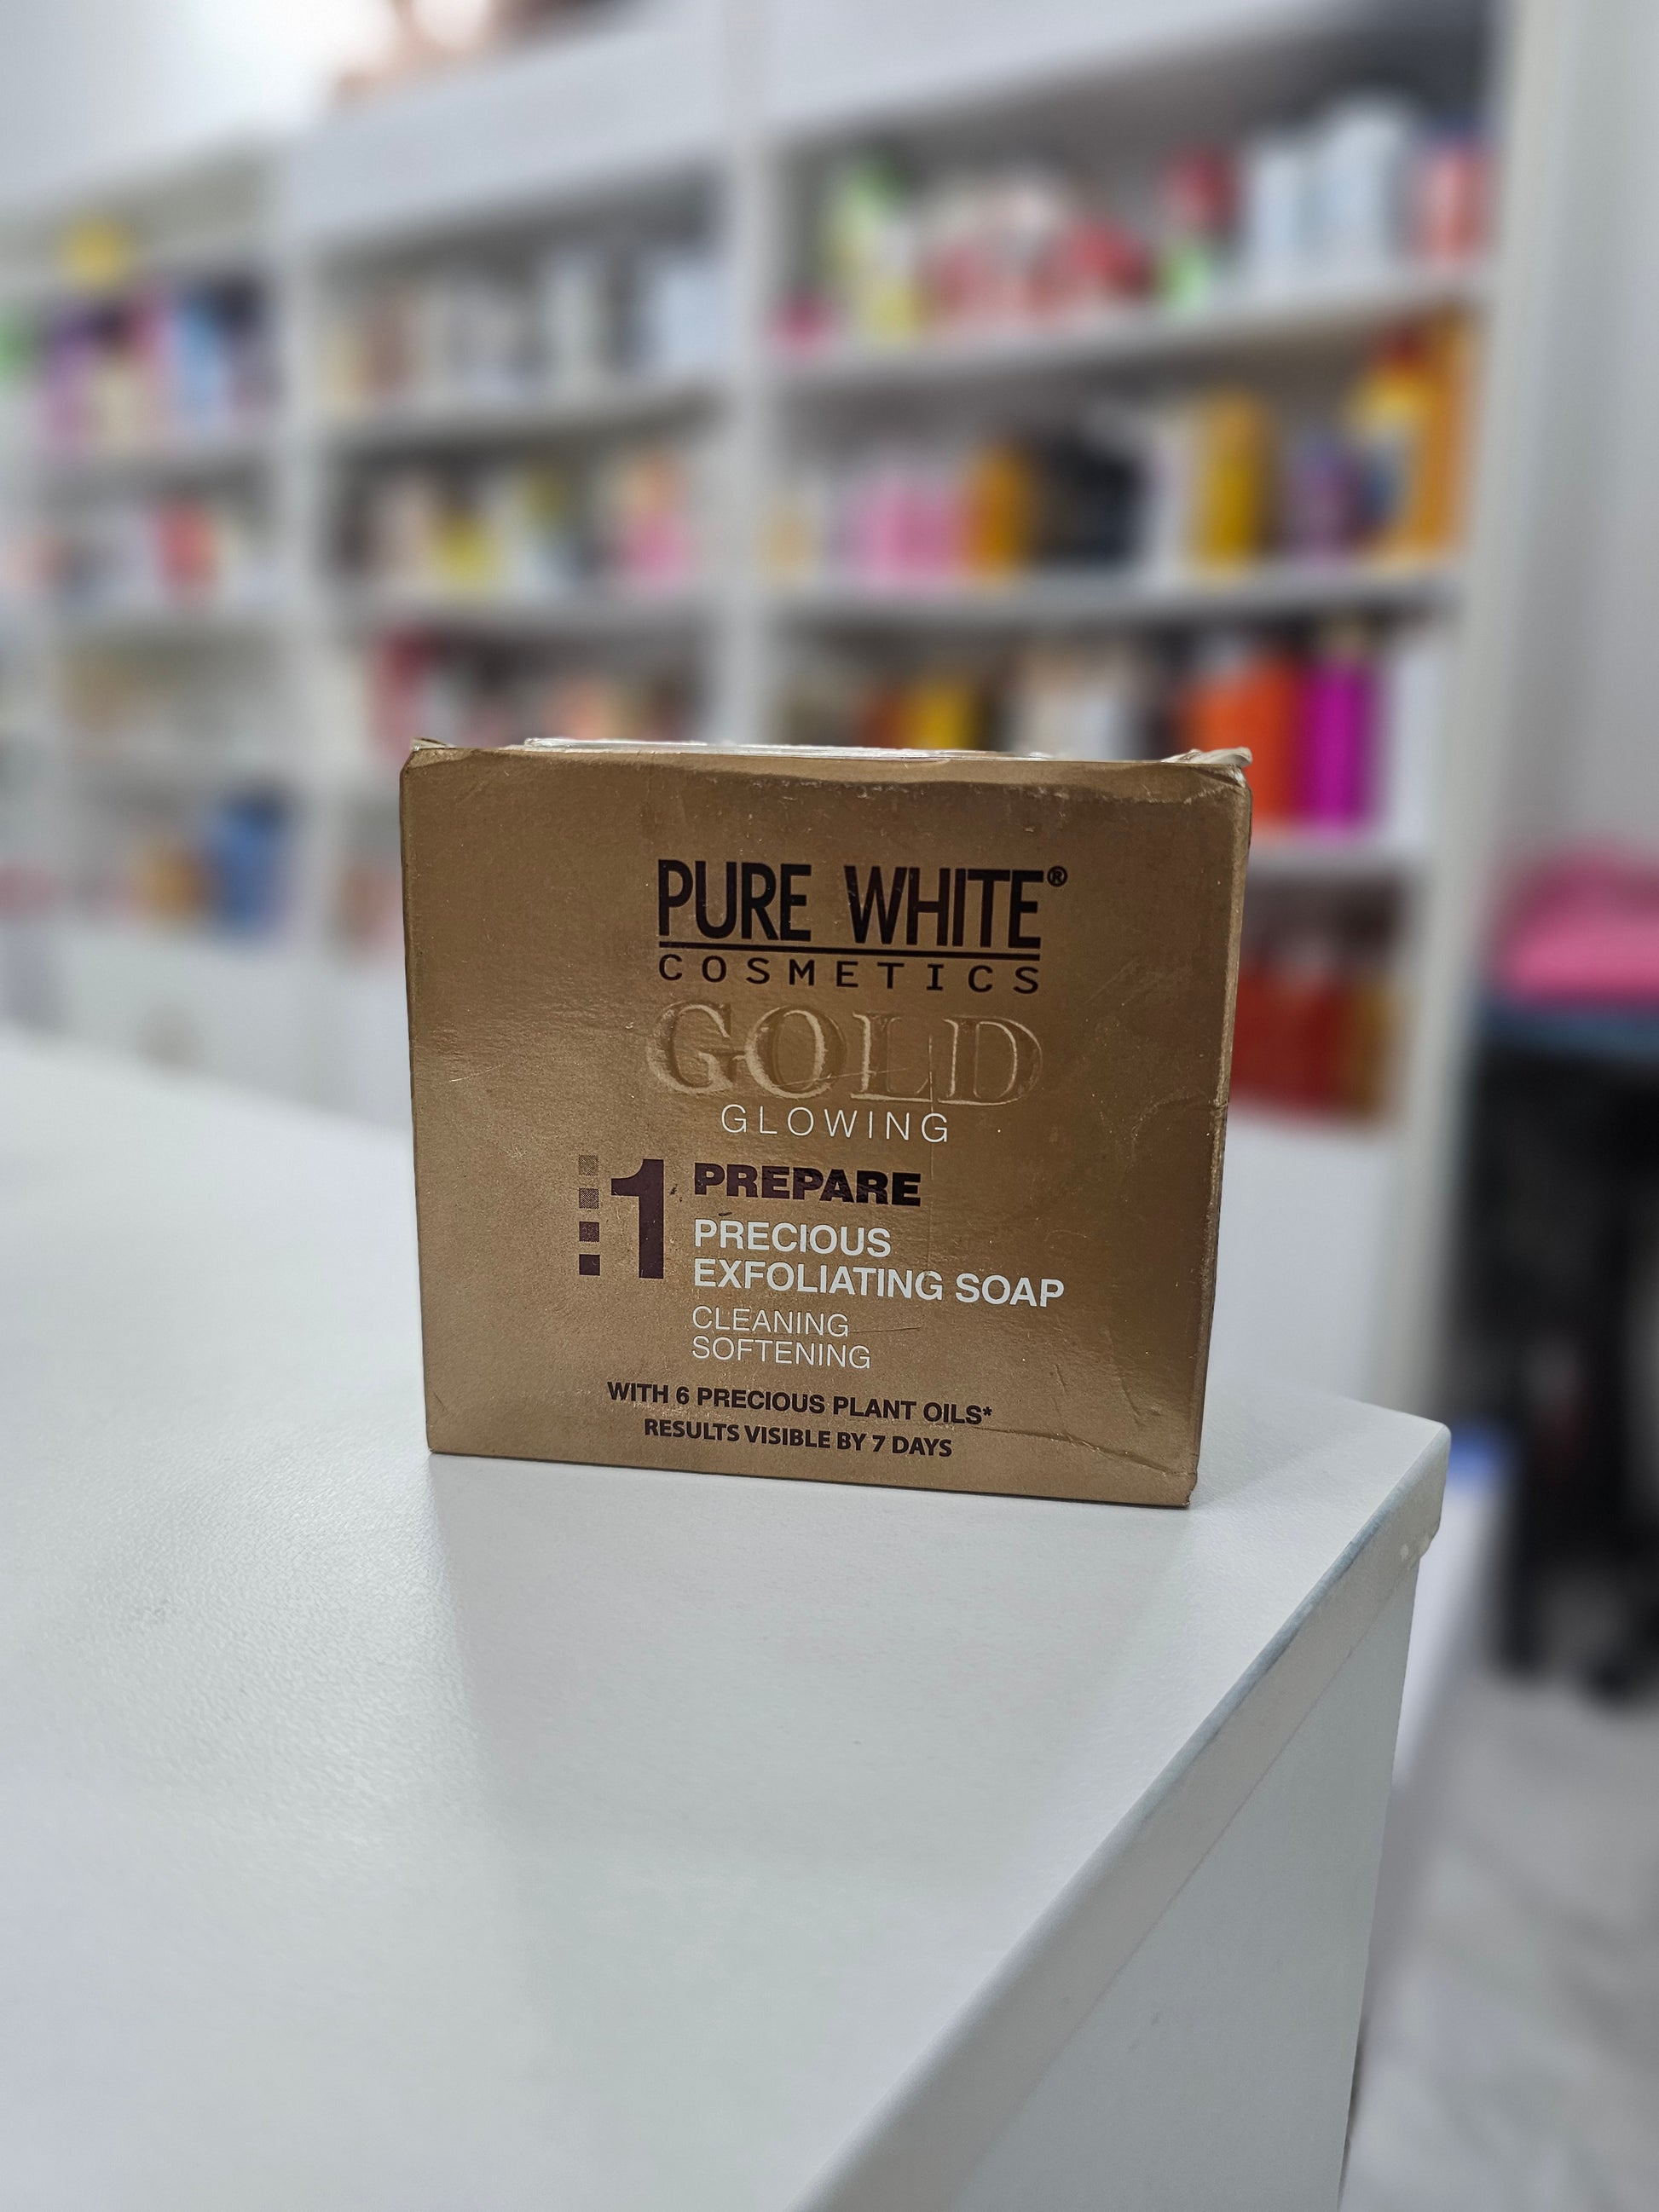 PURE WHITE®
COSMETICS
GOLD
GLOWING
1 PREPARE
PRECIOUS
EXFOLIATING SOAP
CLEANING
SOFTENING
WITH 6 PRECIOUS PLANT OILS*
RESULTS VISIBLE BY 7 DAYS